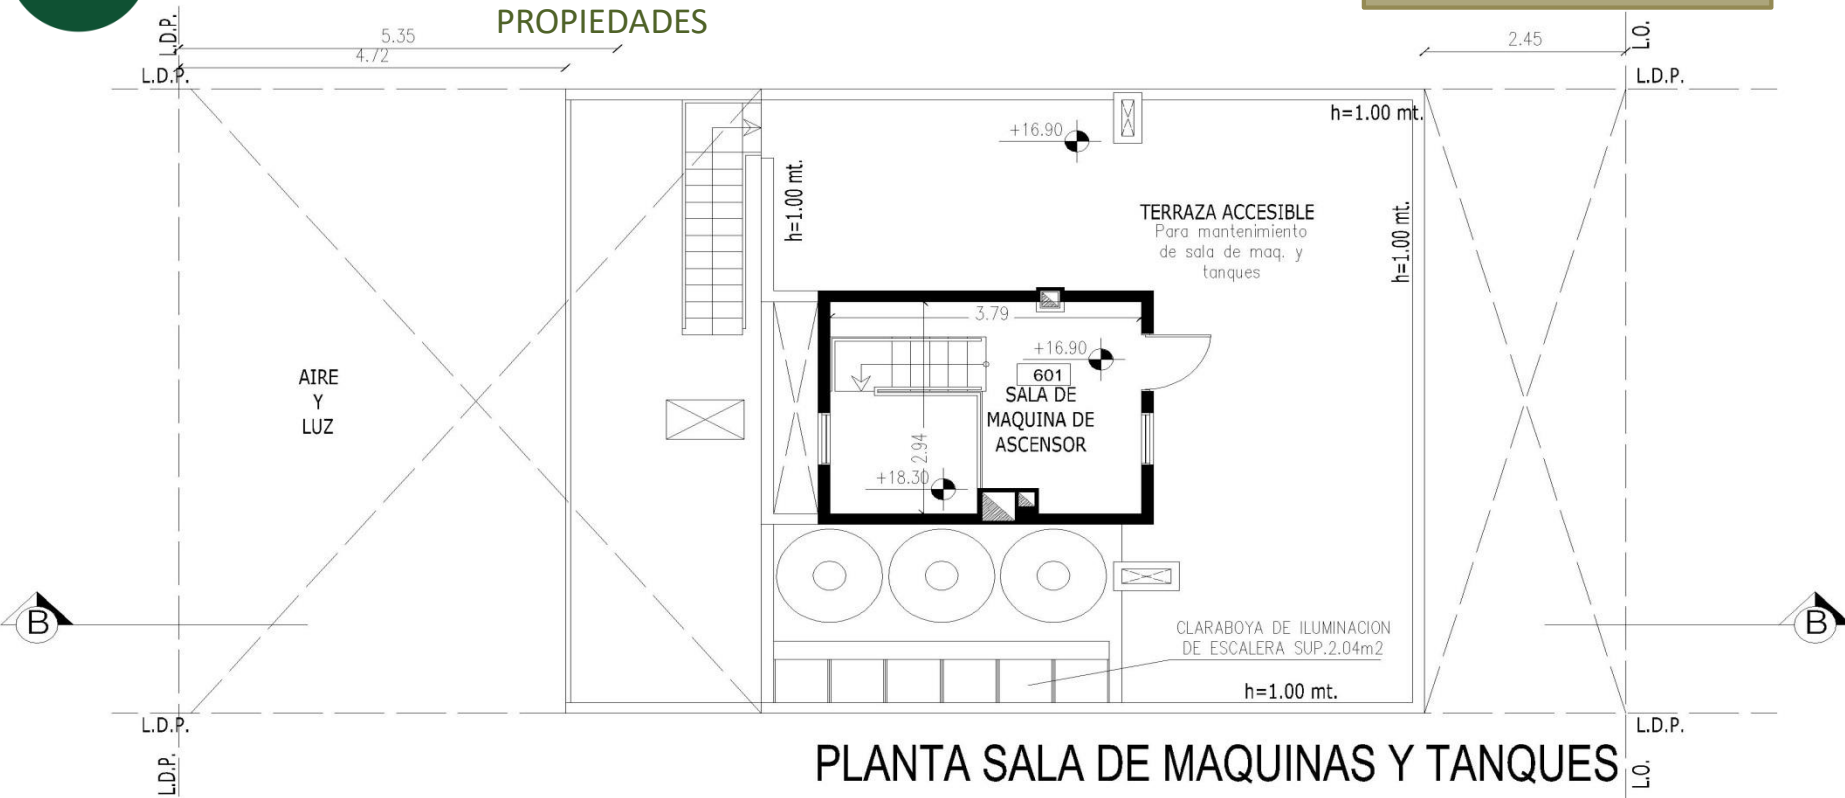 PROPIEDADES
L.D.P.
5.35
4.72
L.D.P.
2.45
L.O.
L.D.P.
h=1.00 mt.
+16.90
h=1.00 mt.
TERRAZA ACCESIBLE
Para mantenimiento
de sala de maq. y
tanques
h=1.00 mt.
3.79
+16.90
601
SALA DE
MAQUINA DE
ASCENSOR
2.94
+18.30
AIRE
Y
LUZ
B
B
CLARABOYA DE ILUMINACION
DE ESCALERA SUP.2.04m2
h=1.00 mt.
L.D.P.
L.D.P.
L.D.P.
L.O.
PLANTA SALA DE MAQUINAS Y TANQUES